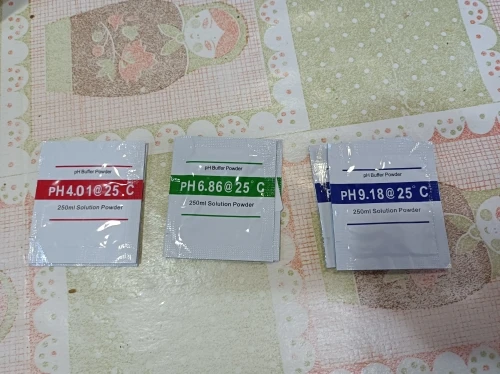 pH Buffer Powder
PH4.01@25.C
250ml Solution Powder
pH Buffer Powder
PH6.86@25°C
250ml Solution Powder
pH Buffer Powder
PH9.18@25°C
250ml Solution Powder